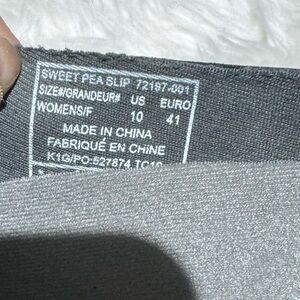 SWEET PEA SLIP 72197-001
SIZE#/GRANDEUR# US EURO
WOMENS/F 10 41
MADE IN CHINA
FABRIQUÉ EN CHINE
K1G/PO:527874 TC10